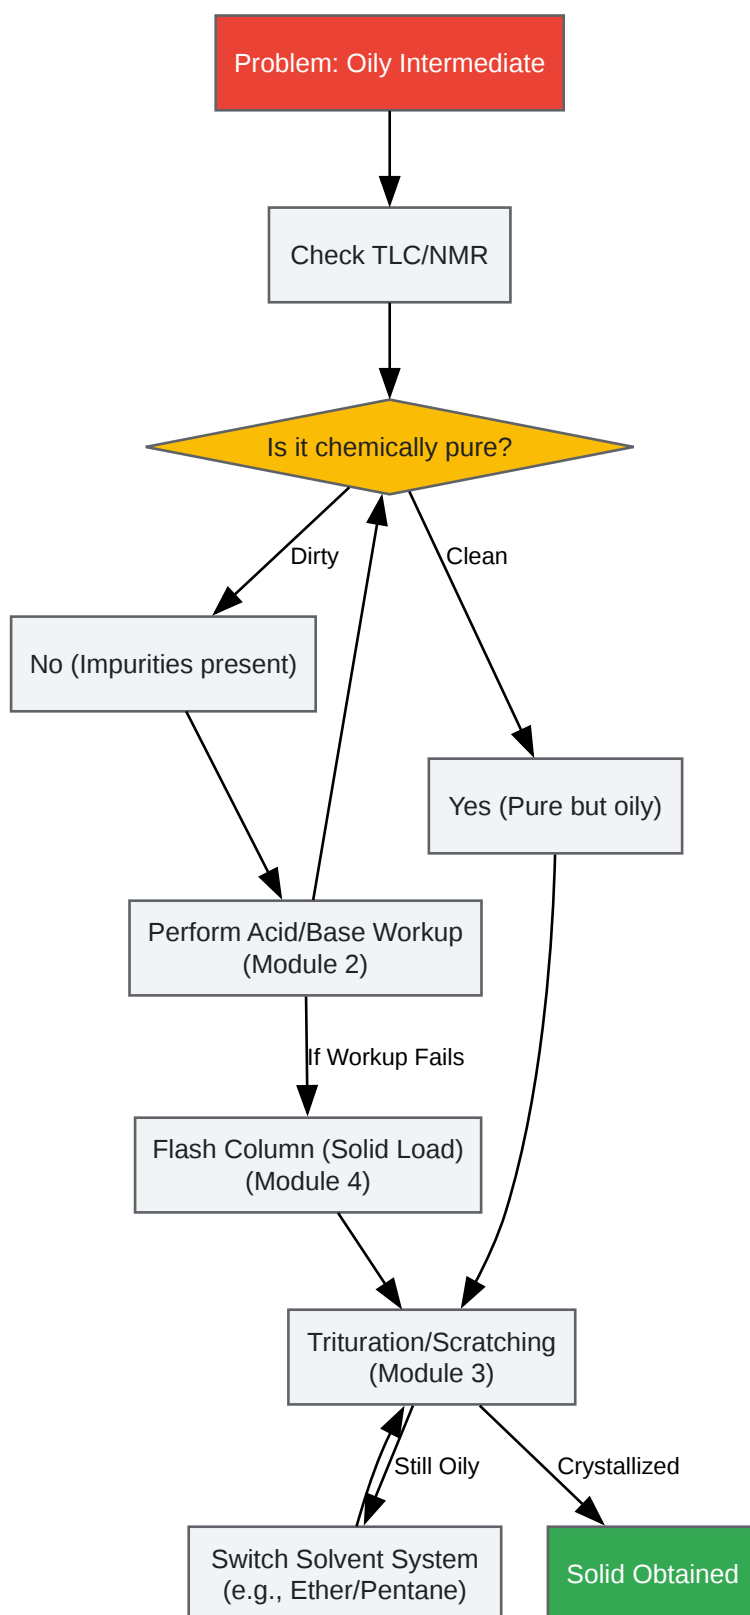 Problem: Oily Intermediate
Check TLC/NMR
Is it chemically pure?
Dirty
Clean
No (Impurities present)
Yes (Pure but oily)
Perform Acid/Base Workup
(Module 2)
If Workup Fails
Flash Column (Solid Load)
(Module 4)
Trituration/Scratching
(Module 3)
Still Oily
Crystallized
Switch Solvent System
(e.g., Ether/Pentane)
Solid Obtained